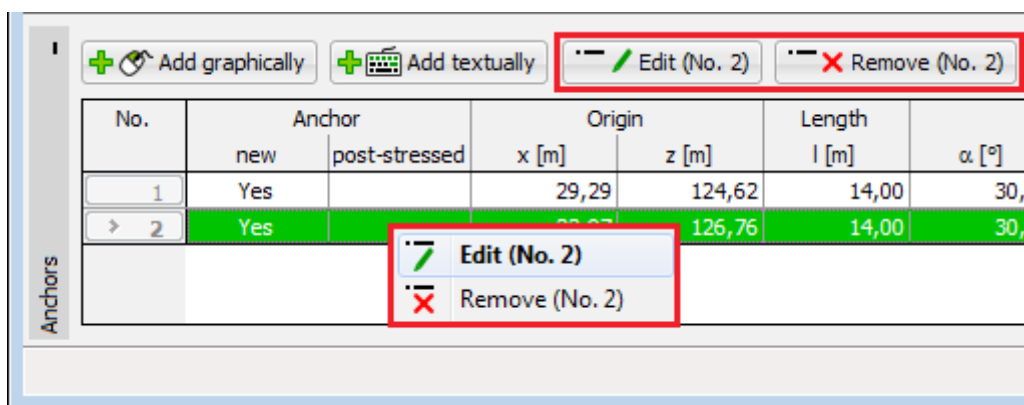 Add graphically Add textually Edit (No. 2) Remove (No. 2)
No. Anchor Origin Length
new post-stressed x [m] z [m] l [m] α [°]
1 Yes 29,29 124,62 14,00 30,
2 Yes 126,76 14,00 30,
Edit (No. 2)
Remove (No. 2)
Anchors